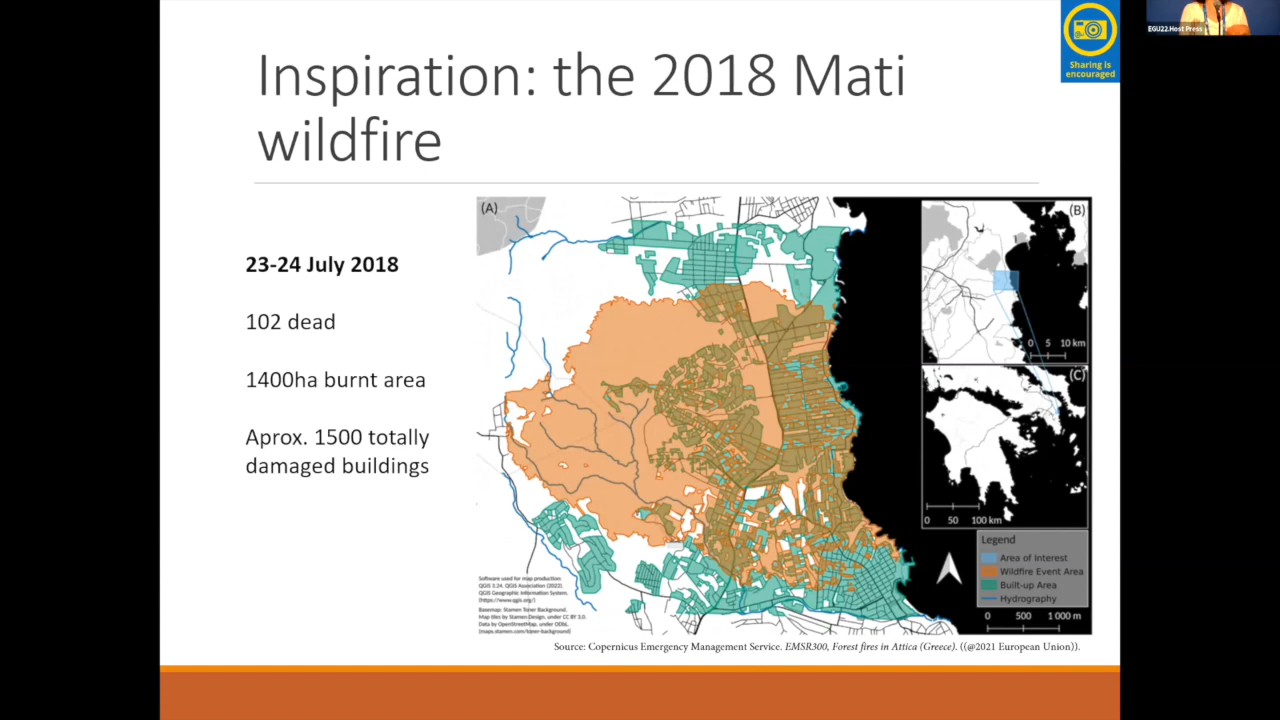 Inspiration: the 2018 Mati
wildfire
23-24 July 2018
102 dead
1400ha burnt area
Aprox. 1500 totally
damaged buildings
Sharing is
encouraged
EGU22.Host Press
(A)
(B)
0 5 10 km
(C)
0 50 100 km
Legend
Area of Interest
Wildfire Event Area
Built-up Area
Hydrography
0 500 1 000 m
Software used for map production:
QGIS 3.24. QGIS Association (2022).
QGIS Geographic Information System.
(https://www.qgis.org/)
Basemap: Stamen Toner Background.
Map tiles by Stamen Design, under CC BY 3.0.
Data by OpenStreetMap, under ODbL.
(maps.stamen.com/toner-background)
Source: Copernicus Emergency Management Service. EMSR300, Forest fires in Attica (Greece). ((@2021 European Union)).